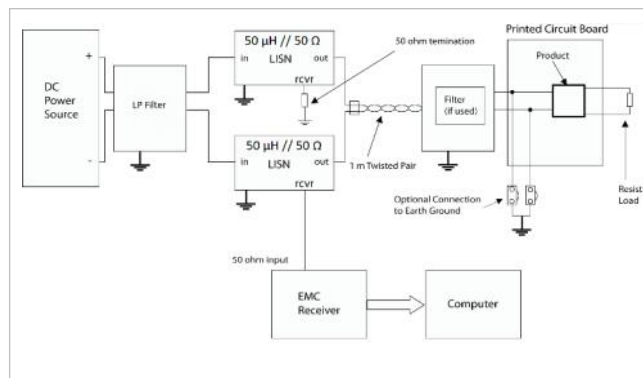 Printed Circuit Board
50 µH // 50 Ω
LISN
in
out
rcvr
50 ohm temination
Product
+
DC
Power
Source
-
LP Filter
Filter
(if used)
50 µH // 50 Ω
LISN
in
out
rcvr
1 m Twisted Pair
Optional Connection
to Earth Ground
Resist
Load
50 ohm input
EMC
Receiver
Computer